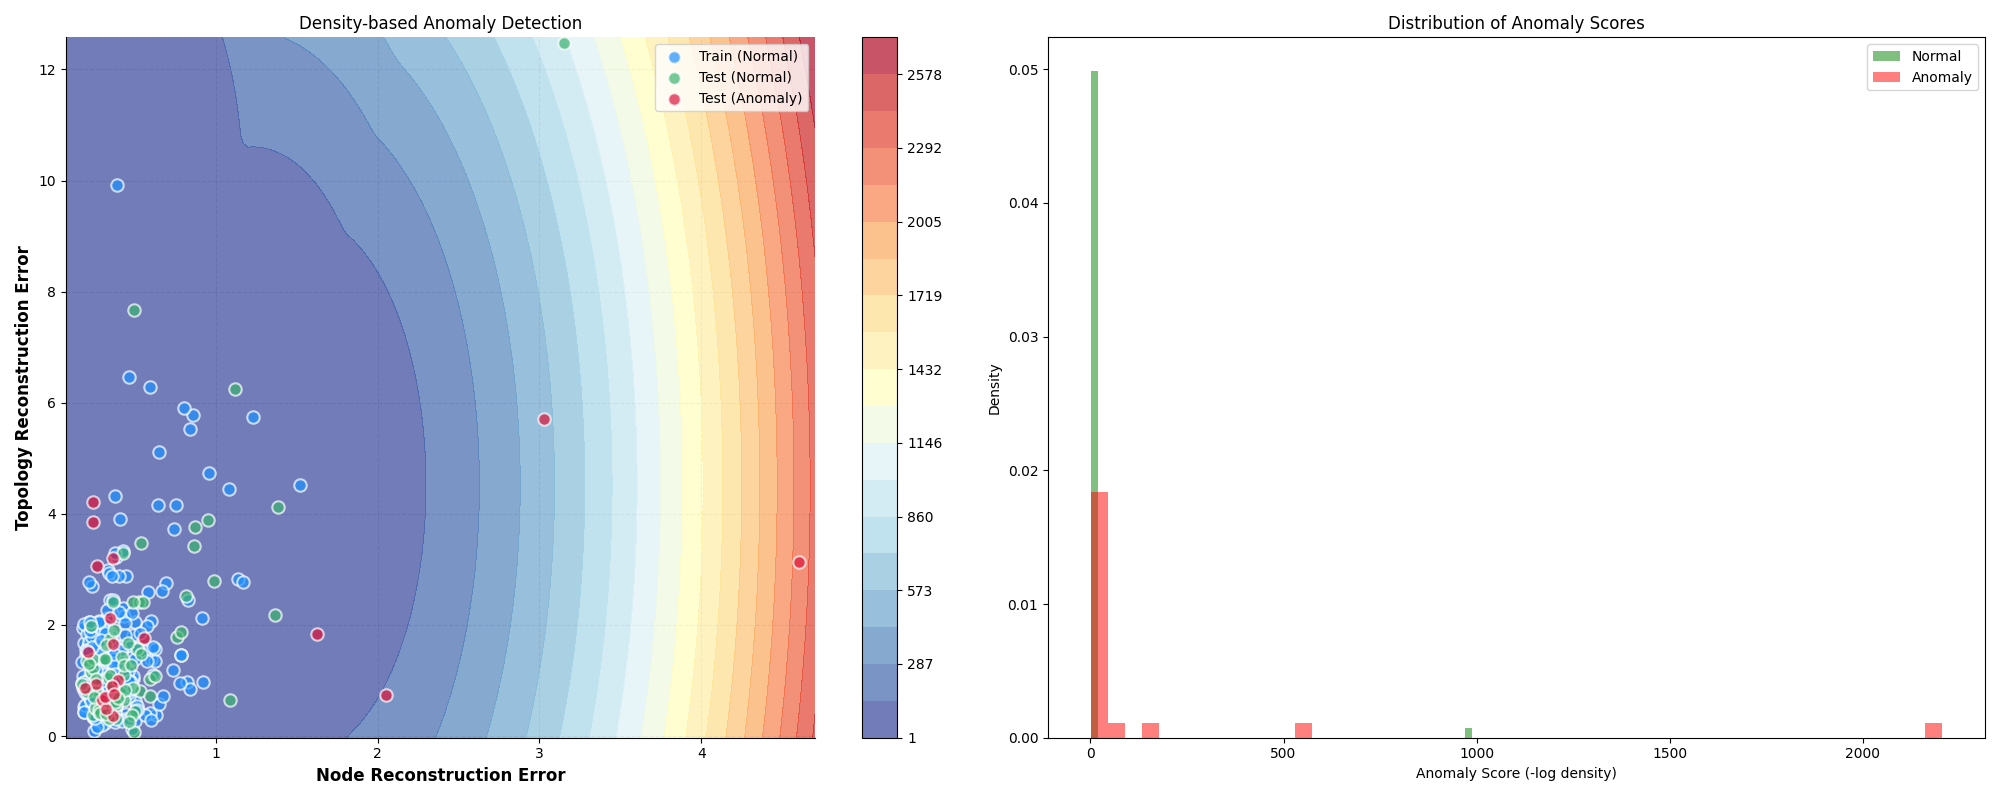 Density-based Anomaly Detection
Train (Normal)
Test (Normal)
Test (Anomaly)
Topology Reconstruction Error
12
10
8
6
4
2
0
1
2
3
4
Node Reconstruction Error
2578
2292
2005
1719
1432
1146
860
573
287
1
Distribution of Anomaly Scores
Normal
Anomaly
Density
0.05
0.04
0.03
0.02
0.01
0.00
0
500
1000
1500
2000
Anomaly Score (-log density)